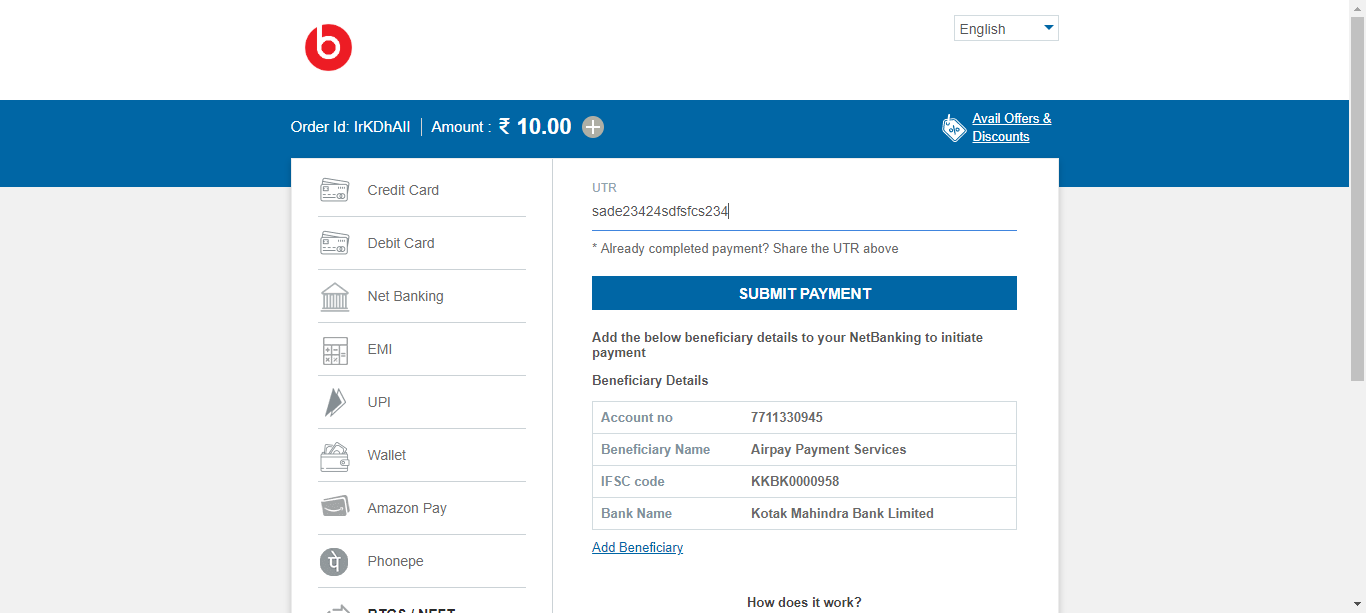 b
English
Order Id: IrKDhAll
Amount : ₹ 10.00
Avail Offers &
Discounts
Credit Card
Debit Card
Net Banking
EMI
UPI
Wallet
Amazon Pay
Phonepe
RTGS / NEFT
UTR
sade23424sdfsfcs234
* Already completed payment? Share the UTR above
SUBMIT PAYMENT
Add the below beneficiary details to your NetBanking to initiate
payment
Beneficiary Details
Account no 7711330945
Beneficiary Name Airpay Payment Services
IFSC code KKBK0000958
Bank Name Kotak Mahindra Bank Limited
Add Beneficiary
How does it work?